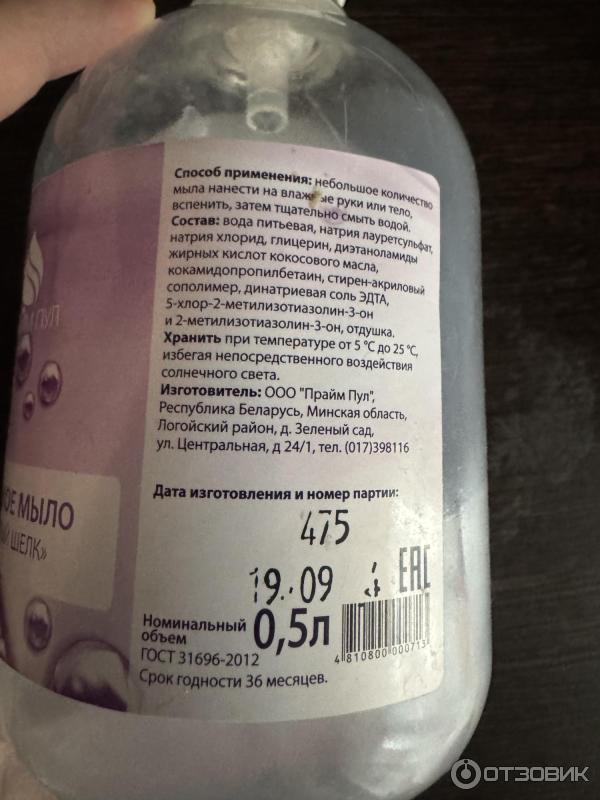 Способ применения: небольшое количество
мыла нанести на влажные руки или тело,
вспенить, затем тщательно смыть водой.
Состав: вода питьевая, натрия лауретсульфат,
натрия хлорид, глицерин, диэтаноламиды
жирных кислот кокосового масла,
кокамидопропилбетаин, стирен-акриловый
сополимер, динатриевая соль ЭДТА,
5-хлор-2-метилизотиазолин-3-он
и 2-метилизотиазолин-3-он, отдушка.
Хранить при температуре от 5 °С до 25 °С,
избегая непосредственного воздействия
солнечного света.
Изготовитель: ООО "Прайм Пул",
Республика Беларусь, Минская область,
Логойский район, д. Зеленый сад,
ул. Центральная, д 24/1, тел. (017)398116
Дата изготовления и номер партии:
475
19.09
EAC
Номинальный
объем
0,5л
ГОСТ 31696-2012
4 810800 000713
Срок годности 36 месяцев.
ПУЛ
ОЕ МЫЛО
ШЕЛК»
ОТЗОВИК